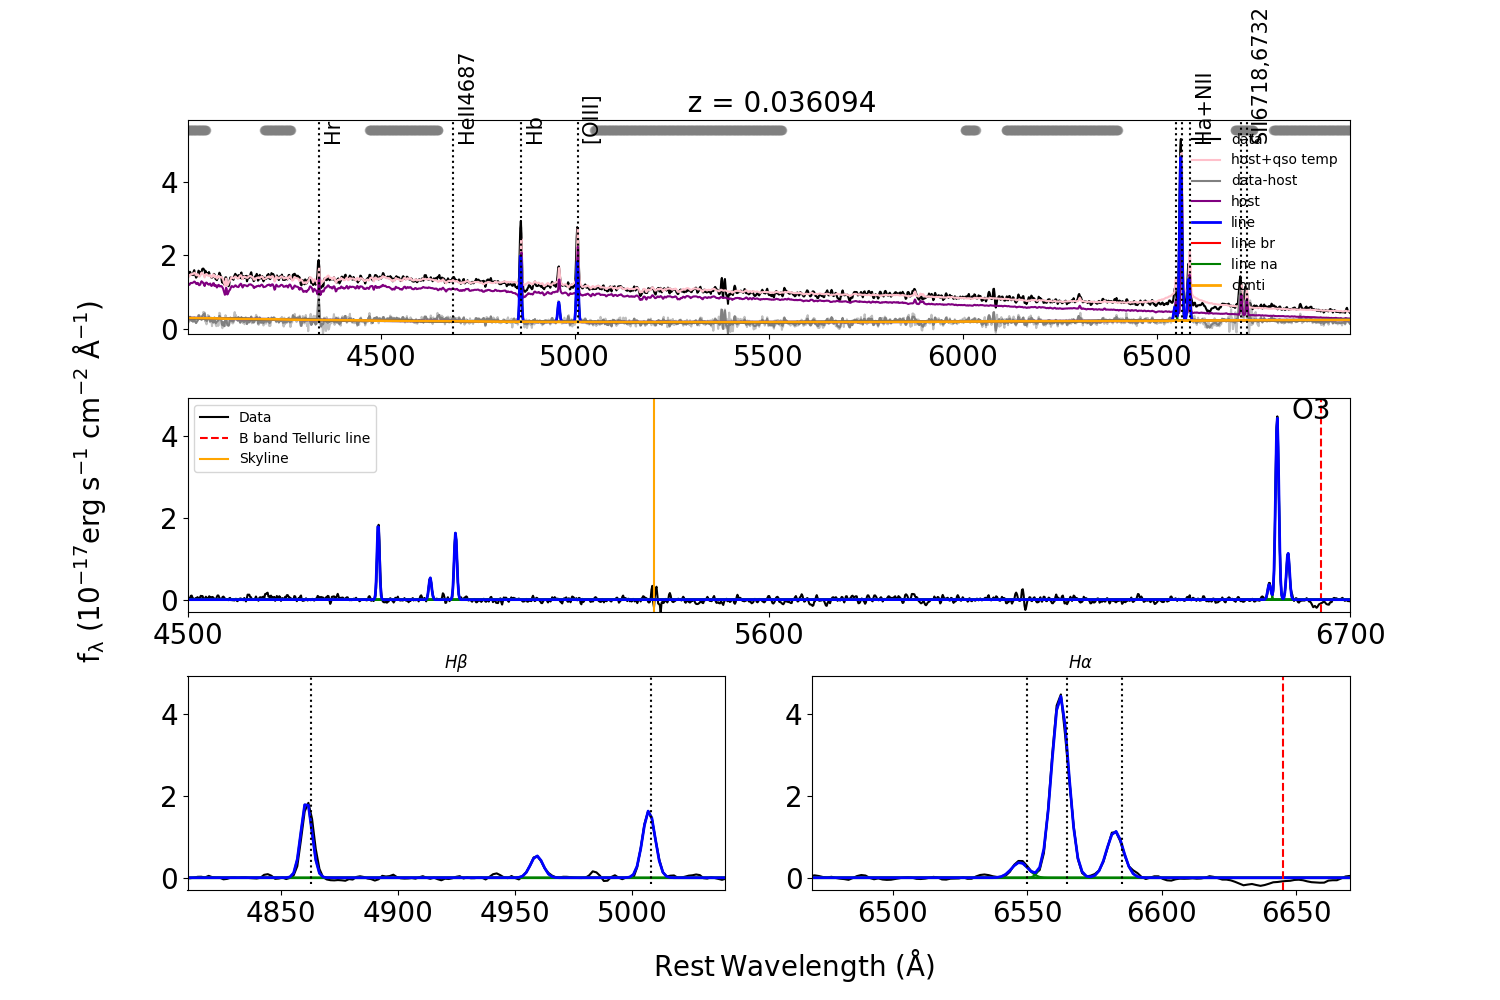 z = 0.036094
Hr
HeII4687
Hb
[OIII]
Ha+NII
SII6718,6732
data
host+qso temp
data-host
host
line
line br
line na
conti
4
2
0
4500
5000
5500
6000
6500
Data
B band Telluric line
Skyline
O3
4
2
0
4500
5600
6700
Hβ
4
2
0
4850
4900
4950
5000
Hα
4
2
0
6500
6550
6600
6650
fλ (10−17erg s−1 cm−2 Å−1)
Rest Wavelength (Å)